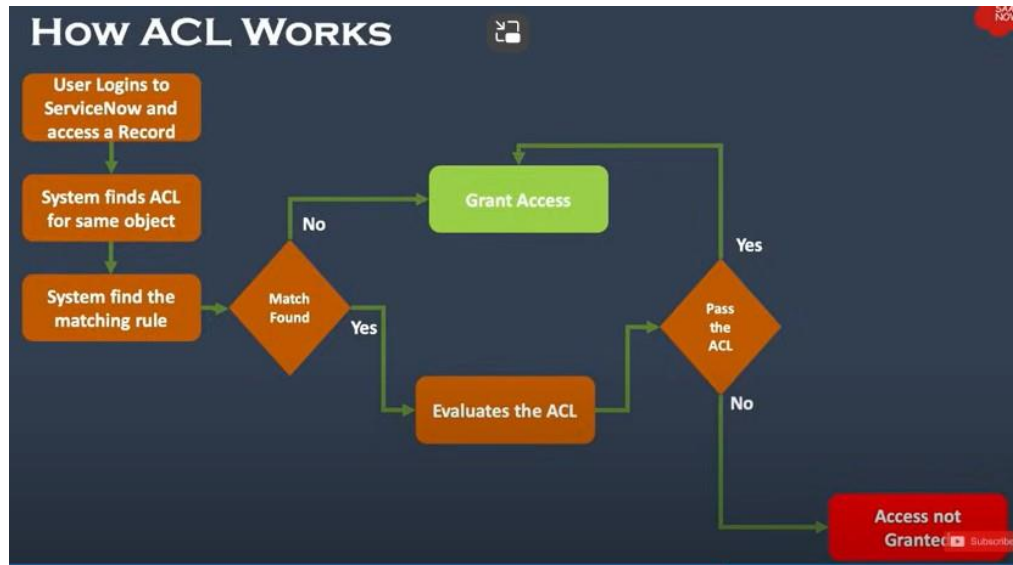 HOW ACL WORKS
SA
NOW
User Logins to
ServiceNow and
access a Record
System finds ACL
for same object
System find the
matching rule
Match
Found
No
Yes
Grant Access
Evaluates the ACL
Pass
the
ACL
Yes
No
Access not
Granted
Subscribe